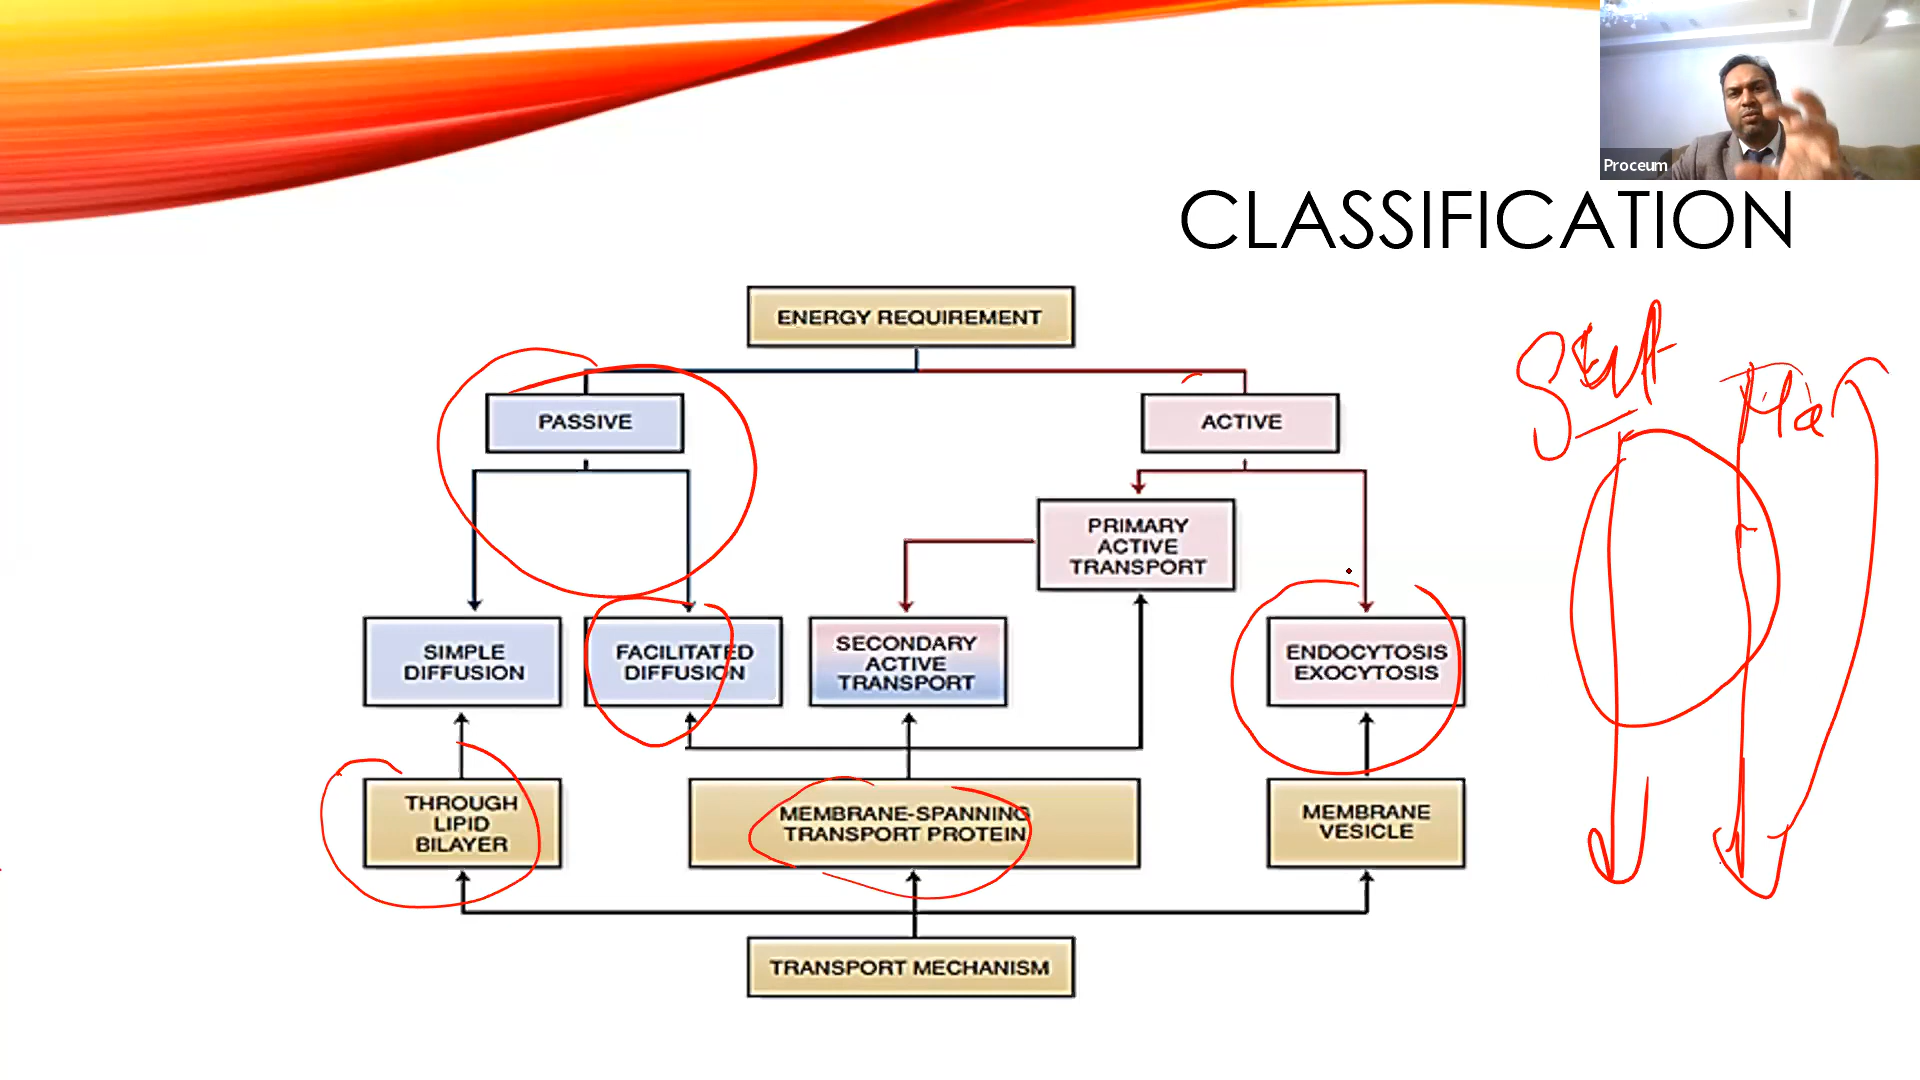 Proceum
CLASSIFICATION
ENERGY REQUIREMENT
PASSIVE
ACTIVE
PRIMARY
ACTIVE
TRANSPORT
SIMPLE
DIFFUSION
FACILITATED
DIFFUSION
SECONDARY
ACTIVE
TRANSPORT
ENDOCYTOSIS
EXOCYTOSIS
THROUGH
LIPID
BILAYER
MEMBRANE-SPANNING
TRANSPORT PROTEIN
MEMBRANE
VESICLE
TRANSPORT MECHANISM